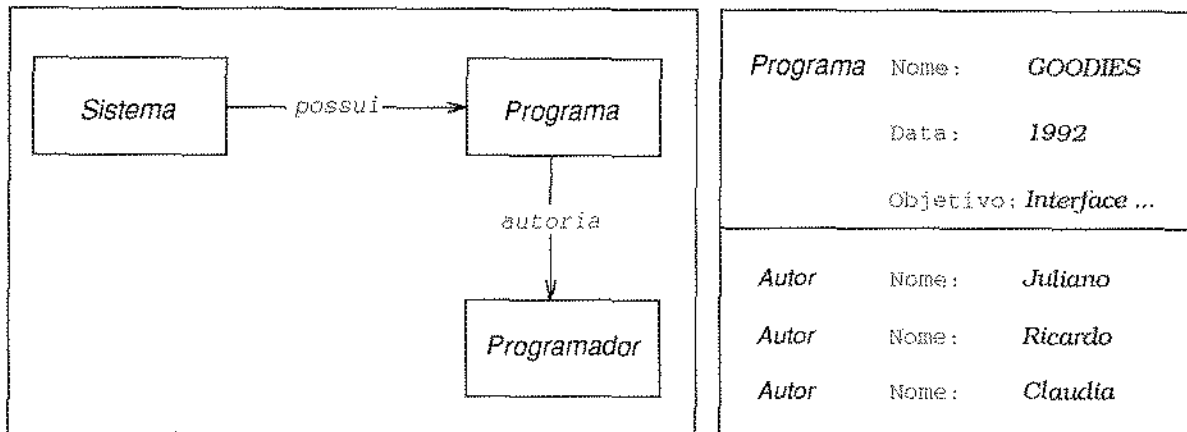 Sistema
possui
Programa
autoria
Programador
Programa Nome: GOODIES
Data: 1992
Objetivo: Interface ...
Autor Nome: Juliano
Autor Nome: Ricardo
Autor Nome: Claudia